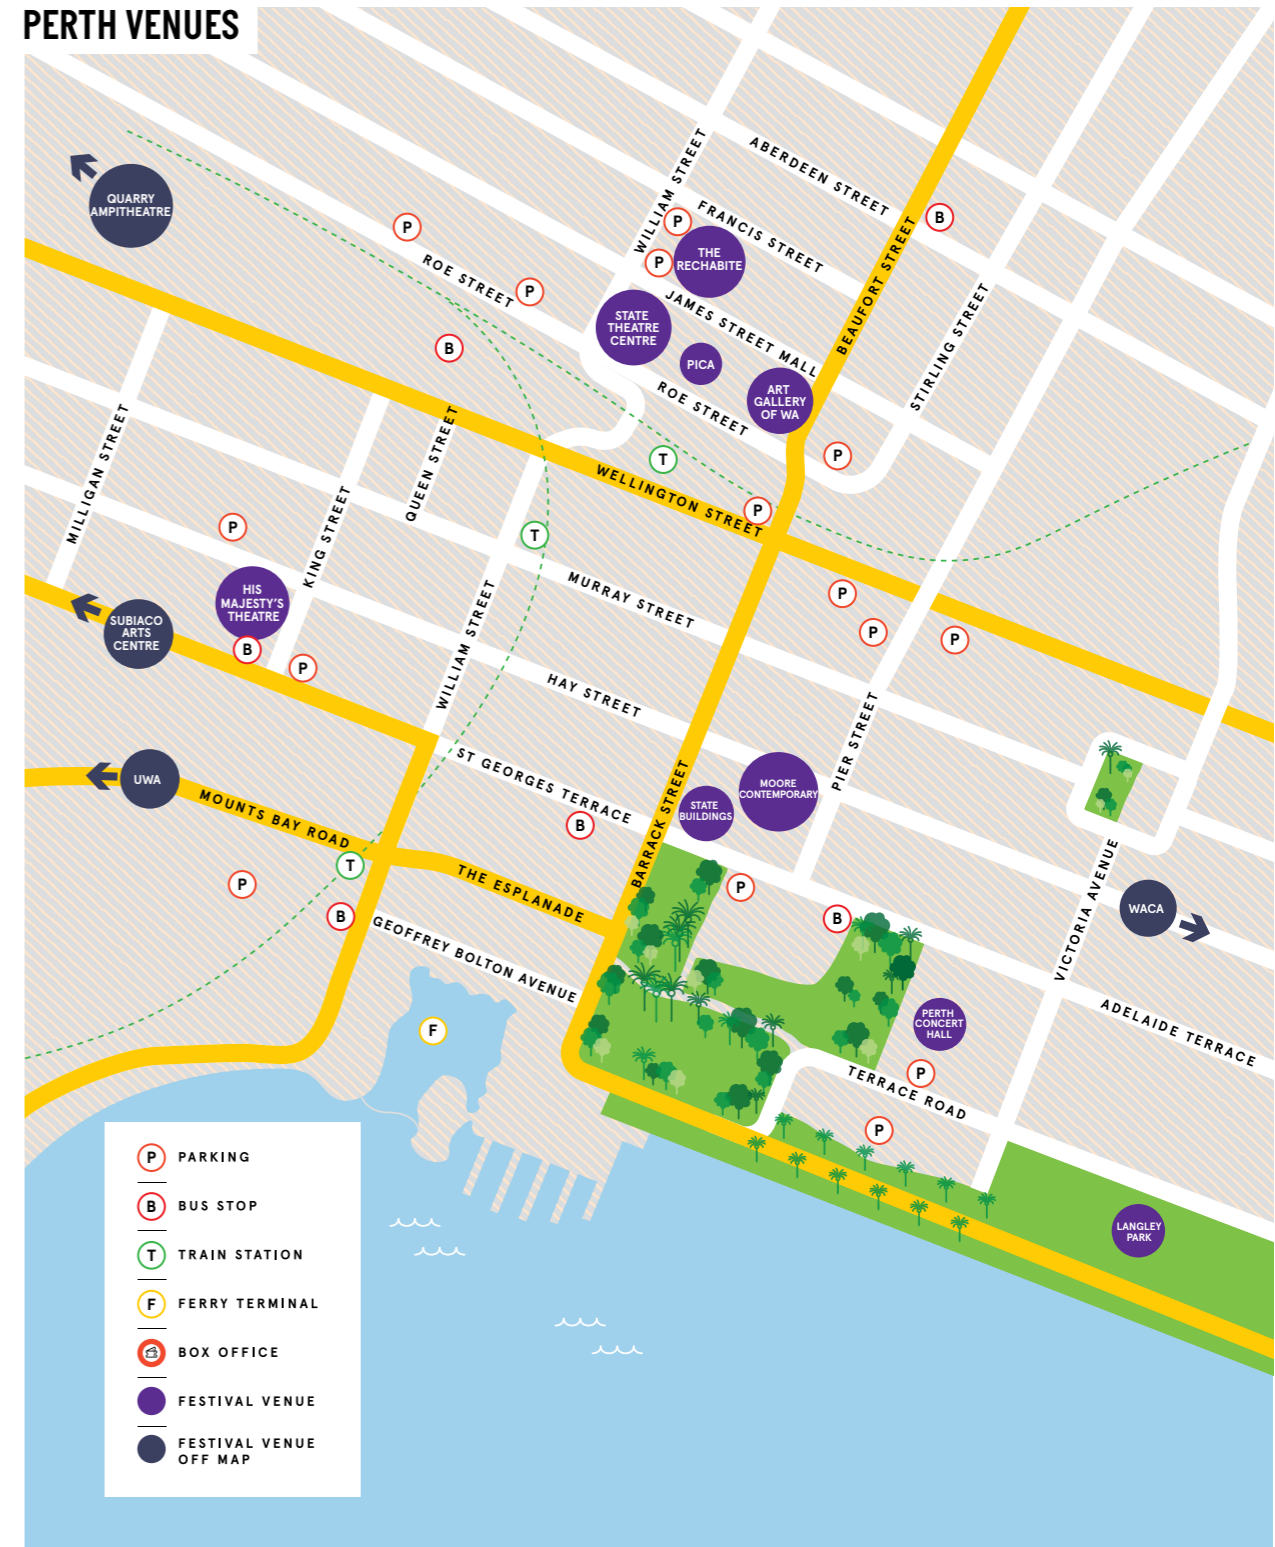 PERTH VENUES
ABERDEEN STREET
WILLIAM STREET
FRANCIS STREET
QUARRY
AMPITHEATRE
B
P
P
P
THE
RECHABITE
BEAUFORT STREET
ROE STREET
P
JAMES STREET MALL
STIRLING STREET
STATE
THEATRE
CENTRE
B
PICA
ROE STREET
ART
GALLERY
OF WA
MILLIGAN STREET
QUEEN STREET
T
P
WELLINGTON STREET
P
KING STREET
P
T
MURRAY STREET
P
P
P
HIS
MAJESTY'S
THEATRE
SUBIACO
ARTS
CENTRE
B
P
WILLIAM STREET
HAY STREET
PIER STREET
UWA
MOUNTS BAY ROAD
ST GEORGES TERRACE
B
BARRACK STREET
STATE
BUILDINGS
MOORE
CONTEMPORARY
T
THE ESPLANADE
P
P
B
B
VICTORIA AVENUE
WACA
GEOFFREY BOLTON AVENUE
F
PERTH
CONCERT
HALL
ADELAIDE TERRACE
P
TERRACE ROAD
P
LANGLEY
PARK
P PARKING
B BUS STOP
T TRAIN STATION
F FERRY TERMINAL
BOX OFFICE
FESTIVAL VENUE
FESTIVAL VENUE
OFF MAP